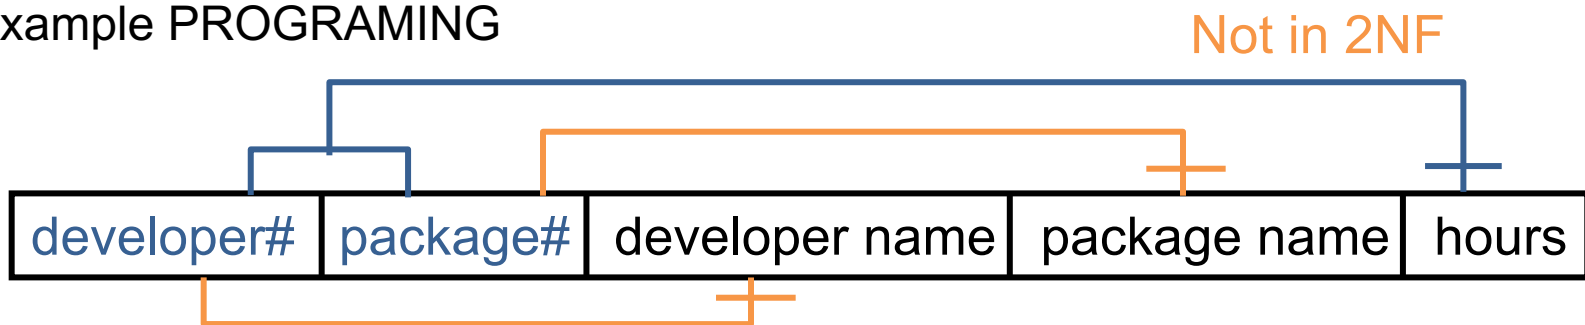 xample PROGRAMING
Not in 2NF
developer# package# developer name package name hours